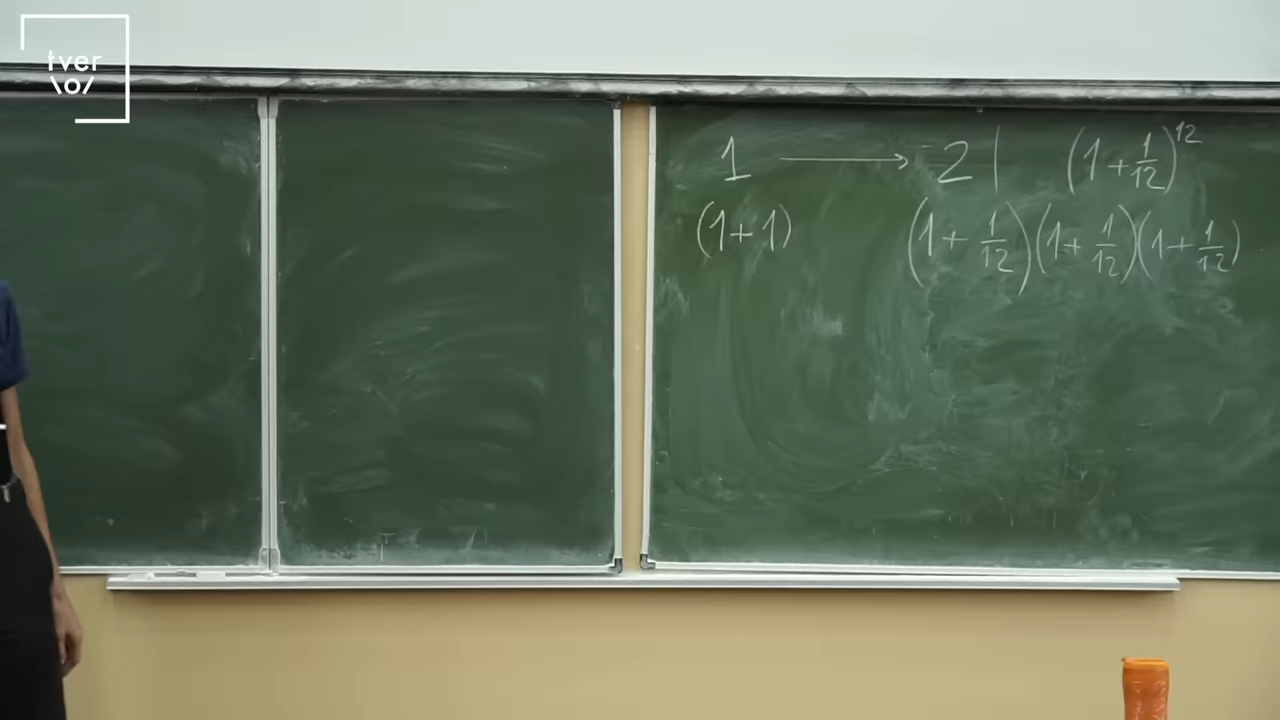 tver
\o/
1 ⟶ 2 | (1 + 1/12)^12
(1+1) (1 + 1/12)(1 + 1/12)(1 + 1/12)